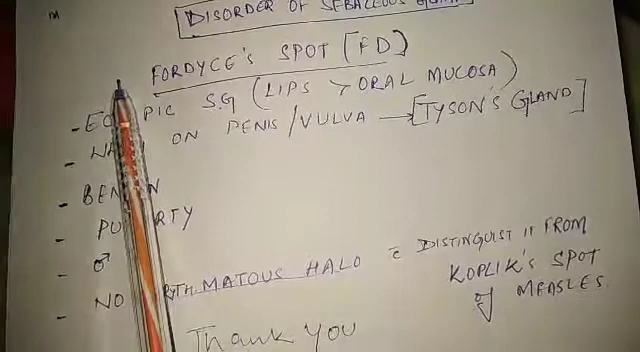 M
DISORDER OF SEBACEOUS
FORDYCE'S SPOT (FD)
- PIC S.G (LIPS > ORAL MUCOSA)
- ON PENIS/VULVA → [TYSON'S GLAND]
- BEN N
- PU RTY
- ♂
- NO MATOUS HALO c̄ DISTINGUIST IT FROM
KOPLIK'S SPOT
of MEASLES
Thank You